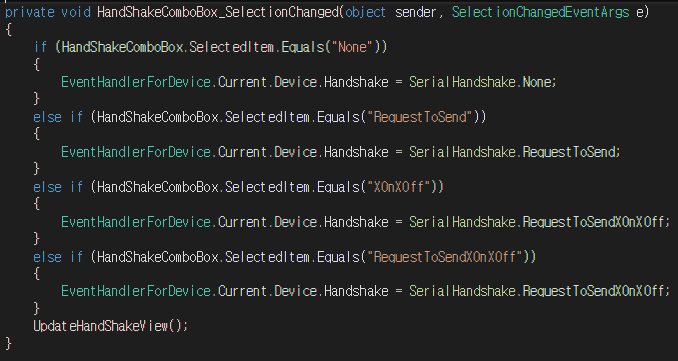 private void HandShakeComboBox_SelectionChanged(object sender, SelectionChangedEventArgs e)
{
if (HandShakeComboBox.SelectedItem.Equals("None"))
{
EventHandlerForDevice.Current.Device.Handshake = SerialHandshake.None;
}
else if (HandShakeComboBox.SelectedItem.Equals("RequestToSend"))
{
EventHandlerForDevice.Current.Device.Handshake = SerialHandshake.RequestToSend;
}
else if (HandShakeComboBox.SelectedItem.Equals("XOnXOff"))
{
EventHandlerForDevice.Current.Device.Handshake = SerialHandshake.RequestToSendXOnXOff;
}
else if (HandShakeComboBox.SelectedItem.Equals("RequestToSendXOnXOff"))
{
EventHandlerForDevice.Current.Device.Handshake = SerialHandshake.RequestToSendXOnXOff;
}
UpdateHandShakeView();
}